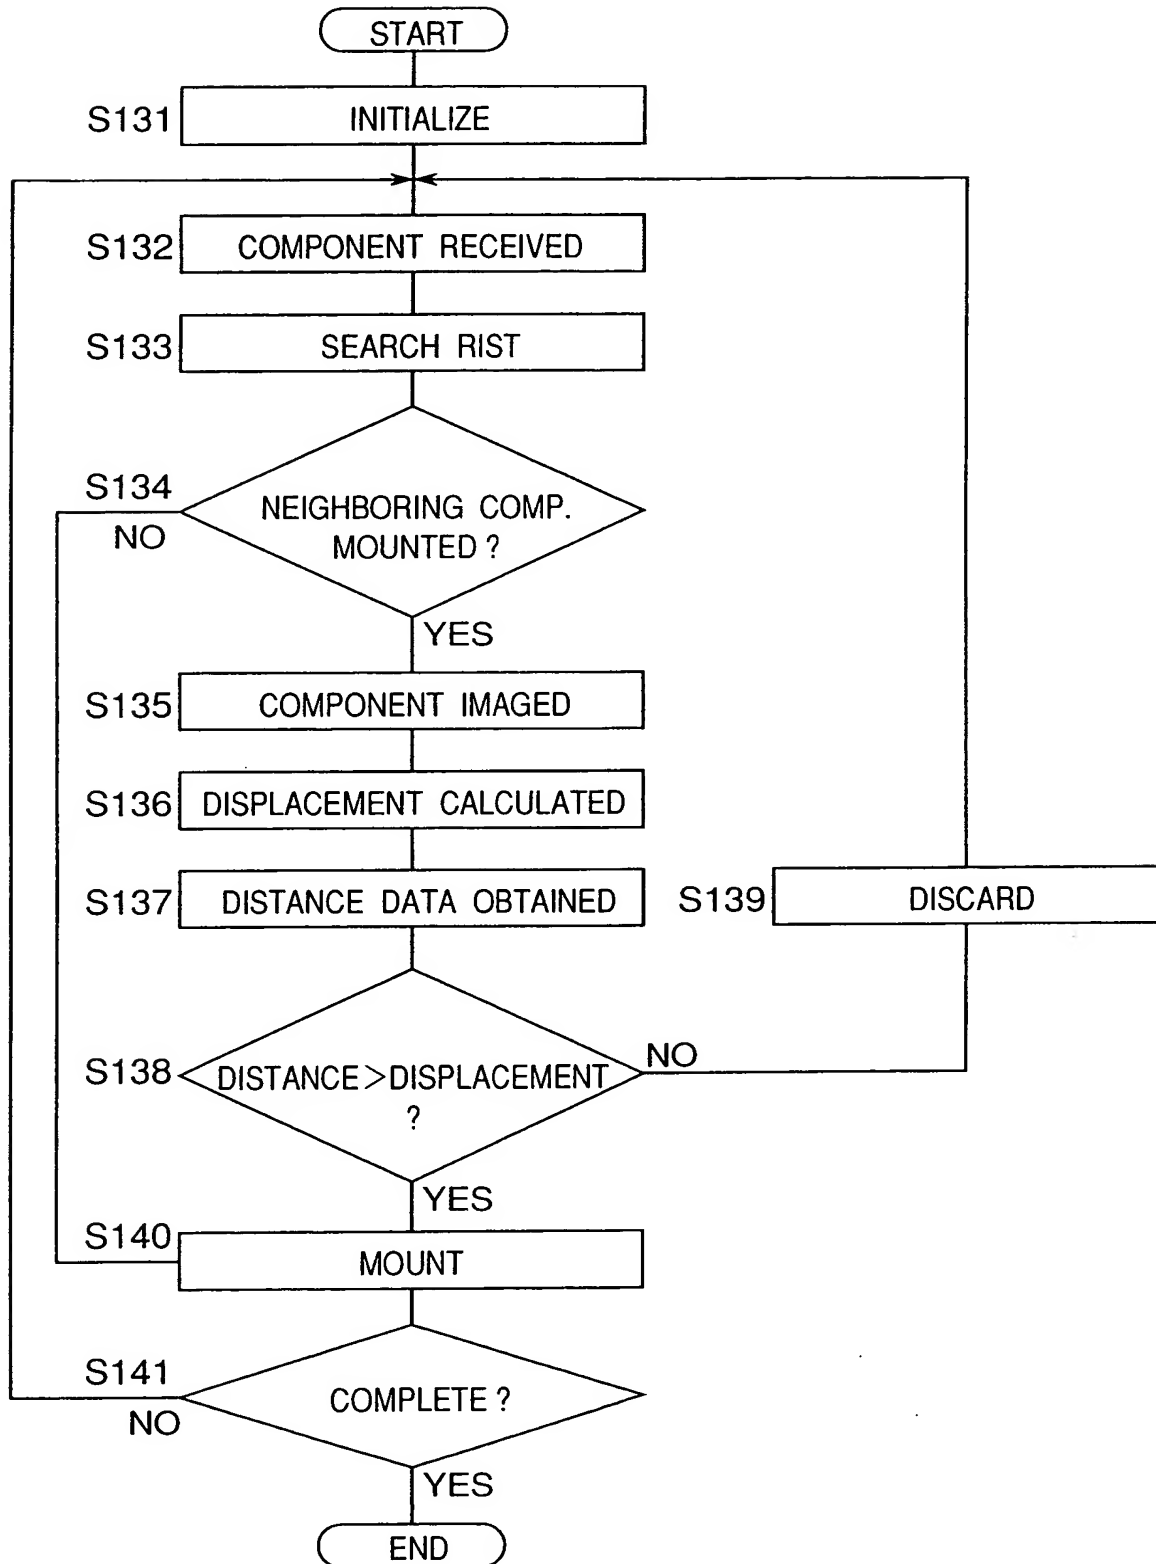 START
S131 INITIALIZE
S132 COMPONENT RECEIVED
S133 SEARCH RIST
S134
NO
NEIGHBORING COMP.
MOUNTED ?
YES
S135 COMPONENT IMAGED
S136 DISPLACEMENT CALCULATED
S137 DISTANCE DATA OBTAINED
S139 DISCARD
S138 DISTANCE>DISPLACEMENT
?
NO
YES
S140 MOUNT
S141
NO
COMPLETE ?
YES
END